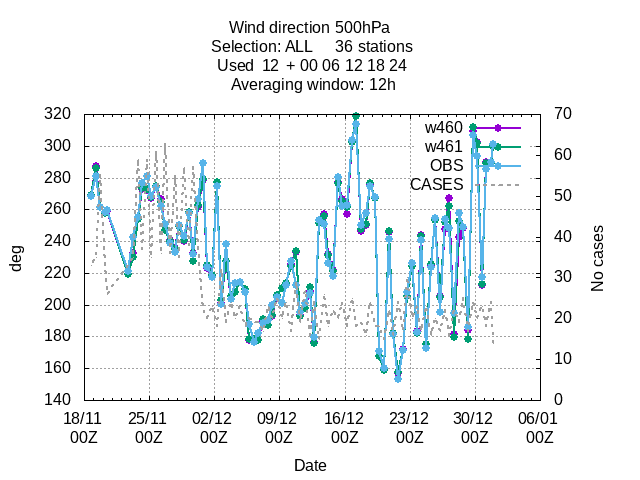 Wind direction 500hPa
Selection: ALL 36 stations
Used 12 + 00 06 12 18 24
Averaging window: 12h
w460
w461
OBS
CASES
deg
320
300
280
260
240
220
200
180
160
140
No cases
70
60
50
40
30
20
10
0
18/11 25/11 02/12 09/12 16/12 23/12 30/12 06/01
00Z 00Z 00Z 00Z 00Z 00Z 00Z 00Z
Date